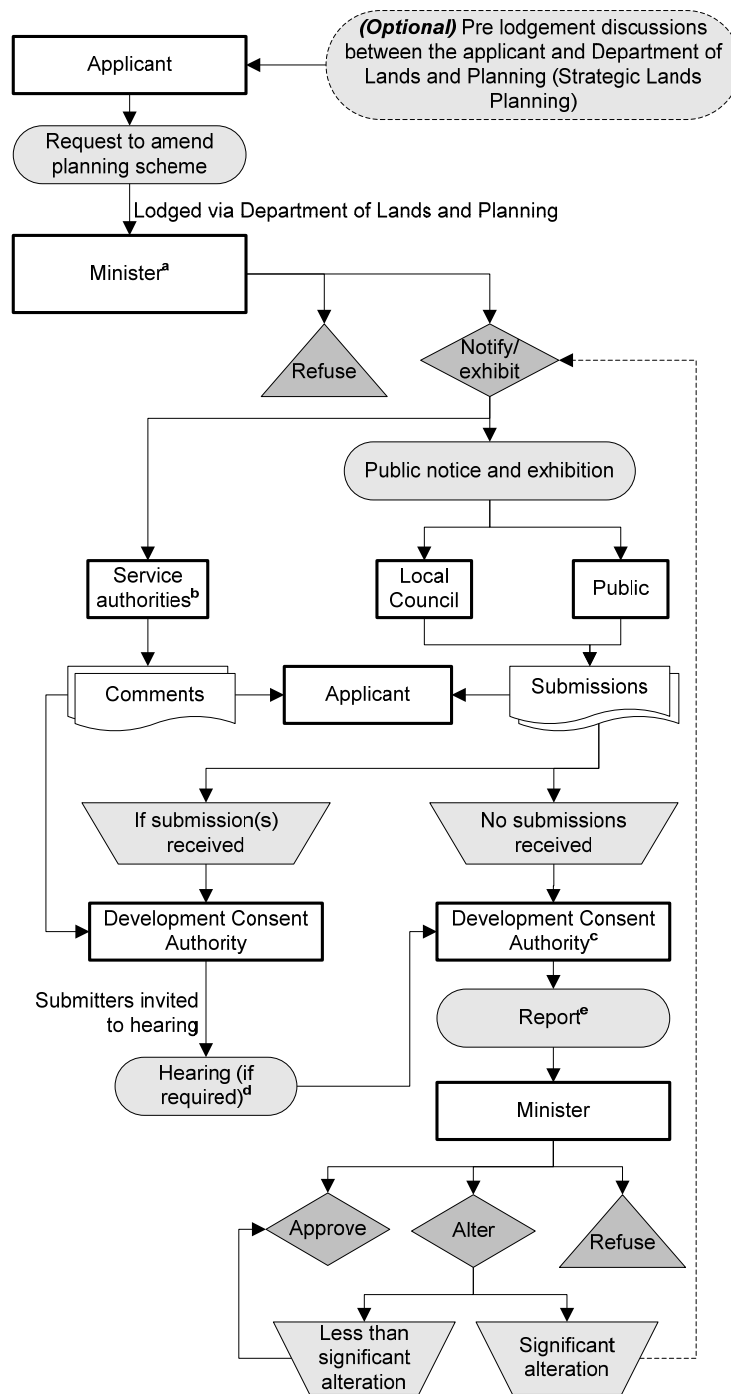 (Optional) Pre lodgement discussions
between the applicant and Department of
Lands and Planning (Strategic Lands
Planning)
Applicant
Request to amend
planning scheme
Lodged via Department of Lands and Planning
Minister^a
Refuse
Notify/
exhibit
Public notice and exhibition
Service
authorities^b
Local
Council
Public
Comments
Applicant
Submissions
If submission(s)
received
No submissions
received
Development Consent
Authority
Development Consent
Authority^c
Submitters invited
to hearing
Report^e
Hearing (if
required)^d
Minister
Approve
Alter
Refuse
Less than
significant
alteration
Significant
alteration